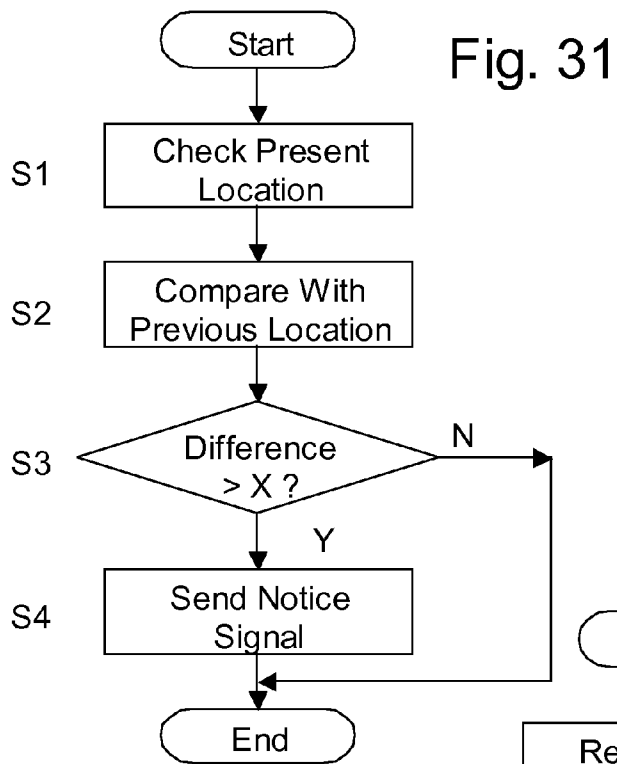 Start
Fig. 31
S1
Check Present
Location
S2
Compare With
Previous Location
S3
Difference
> X ?
N
Y
S4
Send Notice
Signal
End
Re